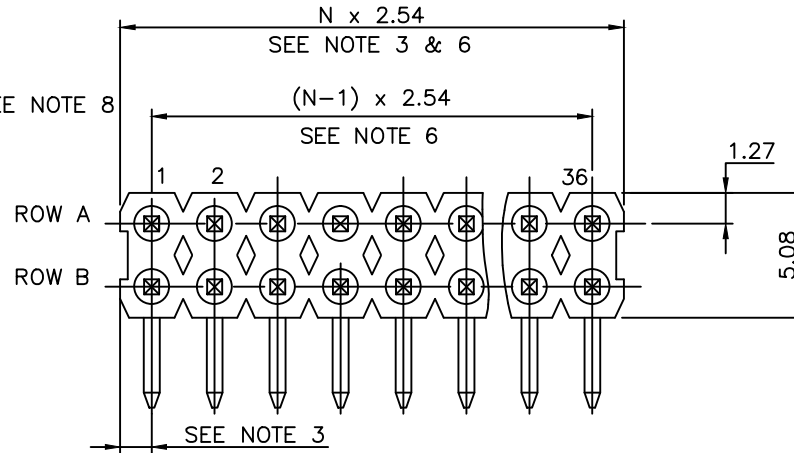 N x 2.54
SEE NOTE 3 & 6
EE NOTE 8
(N-1) x 2.54
SEE NOTE 6
1.27
1 2 36
ROW A
5.08
ROW B
SEE NOTE 3